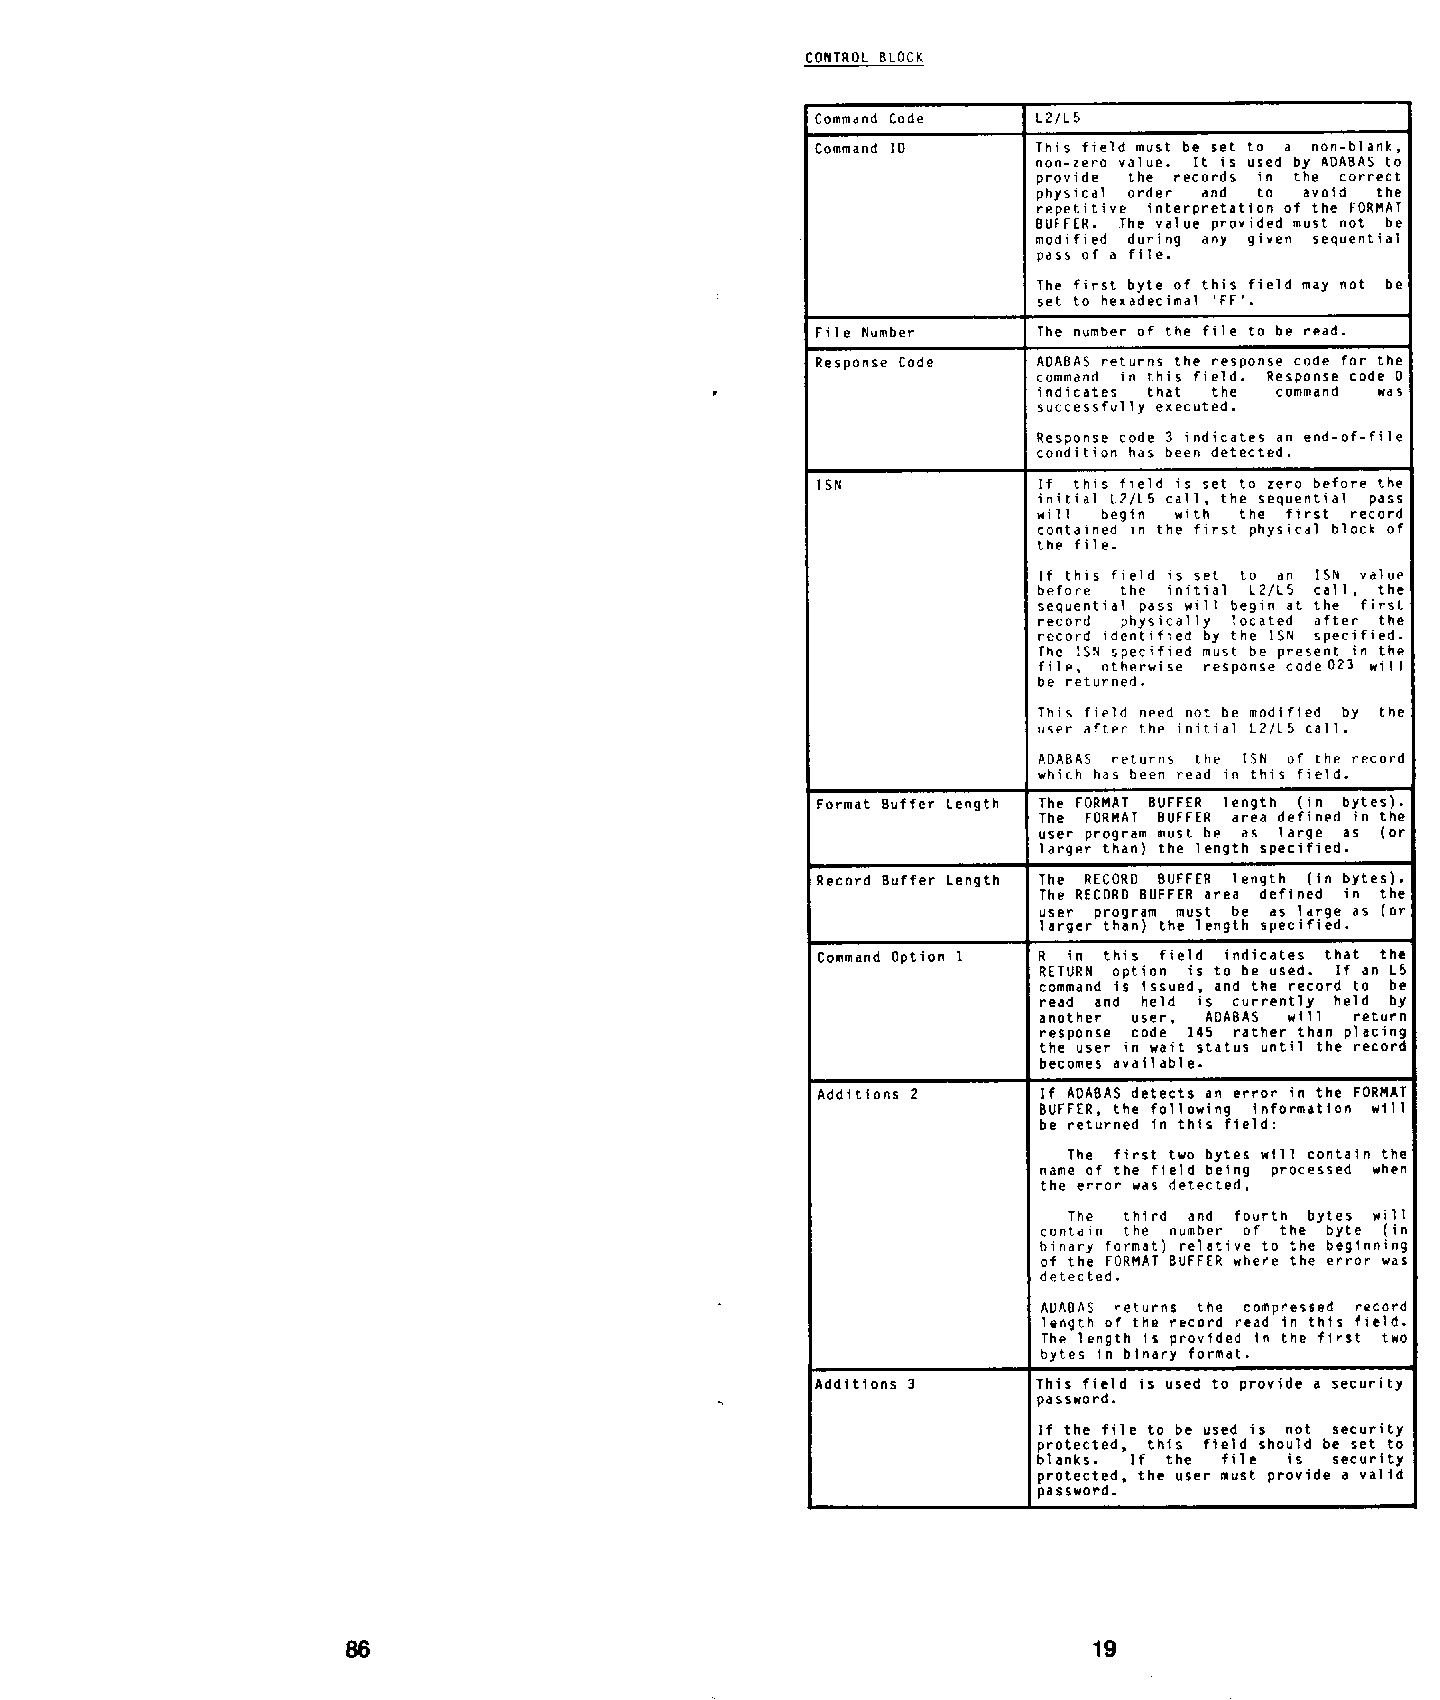 CONTROL BLOCK
Command Code
L2/L5
Command ID
This field must be set to a non-blank,
non-zero value. It is used by ADABAS to
provide the records in the correct
physical order and to avoid the
repetitive interpretation of the FORMAT
BUFFER. The value provided must not be
modified during any given sequential
pass of a file.
The first byte of this field may not be
set to hexadecimal 'FF'.
File Number
The number of the file to be read.
Response Code
ADABAS returns the response code for the
command in this field. Response code 0
indicates that the command was
successfully executed.
Response code 3 indicates an end-of-file
condition has been detected.
ISN
If this field is set to zero before the
initial L2/L5 call, the sequential pass
will begin with the first record
contained in the first physical block of
the file.
If this field is set to an ISN value
before the initial L2/L5 call, the
sequential pass will begin at the first
record physically located after the
record identified by the ISN specified.
The ISN specified must be present in the
file, otherwise response code 023 will
be returned.
This field need not be modified by the
user after the initial L2/L5 call.
ADABAS returns the ISN of the record
which has been read in this field.
Format Buffer Length
The FORMAT BUFFER length (in bytes).
The FORMAT BUFFER area defined in the
user program must be as large as (or
larger than) the length specified.
Record Buffer Length
The RECORD BUFFER length (in bytes).
The RECORD BUFFER area defined in the
user program must be as large as (or
larger than) the length specified.
Command Option 1
R in this field indicates that the
RETURN option is to be used. If an L5
command is issued, and the record to be
read and held is currently held by
another user, ADABAS will return
response code 145 rather than placing
the user in wait status until the record
becomes available.
Additions 2
If ADABAS detects an error in the FORMAT
BUFFER, the following information will
be returned in this field:
The first two bytes will contain the
name of the field being processed when
the error was detected,
The third and fourth bytes will
contain the number of the byte (in
binary format) relative to the beginning
of the FORMAT BUFFER where the error was
detected.
ADABAS returns the compressed record
length of the record read in this field.
The length is provided in the first two
bytes in binary format.
Additions 3
This field is used to provide a security
password.
If the file to be used is not security
protected, this field should be set to
blanks. If the file is security
protected, the user must provide a valid
password.
86
19